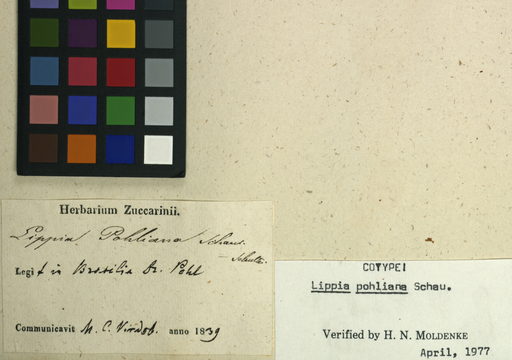 Herbarium Zuccarinii.
Lippia Pohliana Schau.
Legit in Brasilia Dr. Pohl
Communicavit M. C. Vindob. anno 1839
COTYPE!
Lippia pohliana Schau.
Verified by H. N. MOLDENKE
April, 1977